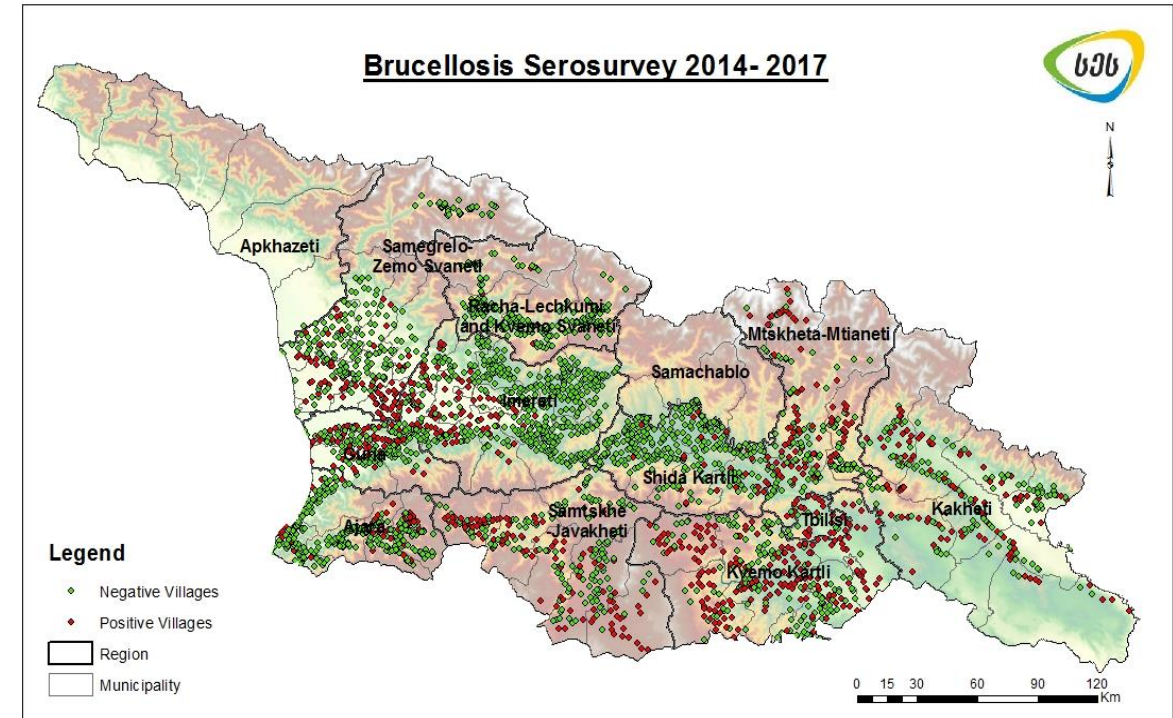 Brucellosis Serosurvey 2014- 2017
სეს
N
Apkhazeti
Samegrelo-
Zemo Svaneti
Racha-Lechkumi
and Kvemo Svaneti
Mtskheta-Mtianeti
Samachablo
Imereti
Guria
Shida Kartli
Kakheti
Samtskhe
-Javakheti
Tbilisi
Ajara
Kvemo Kartli
Legend
Negative Villages
Positive Villages
Region
Municipality
0 15 30 60 90 120
Km